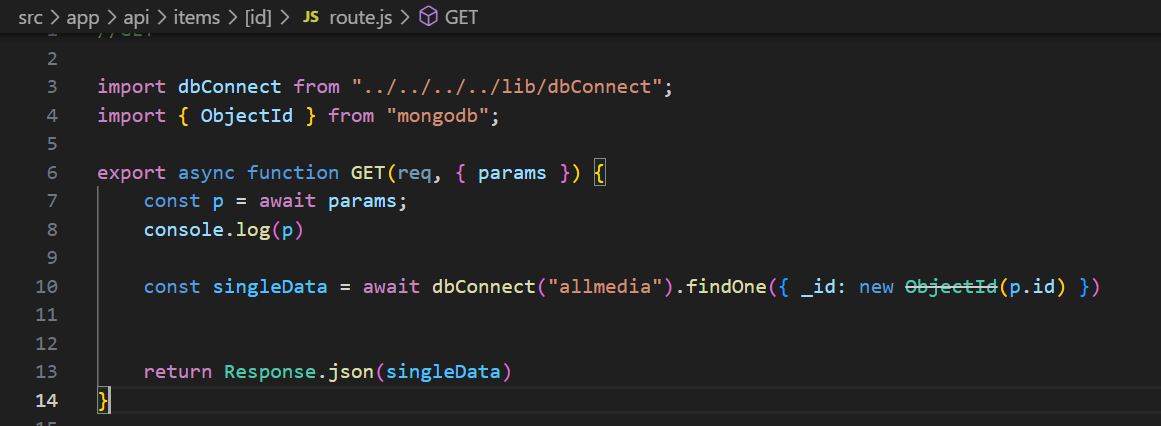 src > app > api > items > [id] > JS route.js > GET
1 //GET
2
3 import dbConnect from "../../../../lib/dbConnect";
4 import { ObjectId } from "mongodb";
5
6 export async function GET(req, { params }) {
7 const p = await params;
8 console.log(p)
9
10 const singleData = await dbConnect("allmedia").findOne({ _id: new ObjectId(p.id) })
11
12
13 return Response.json(singleData)
14 }
15